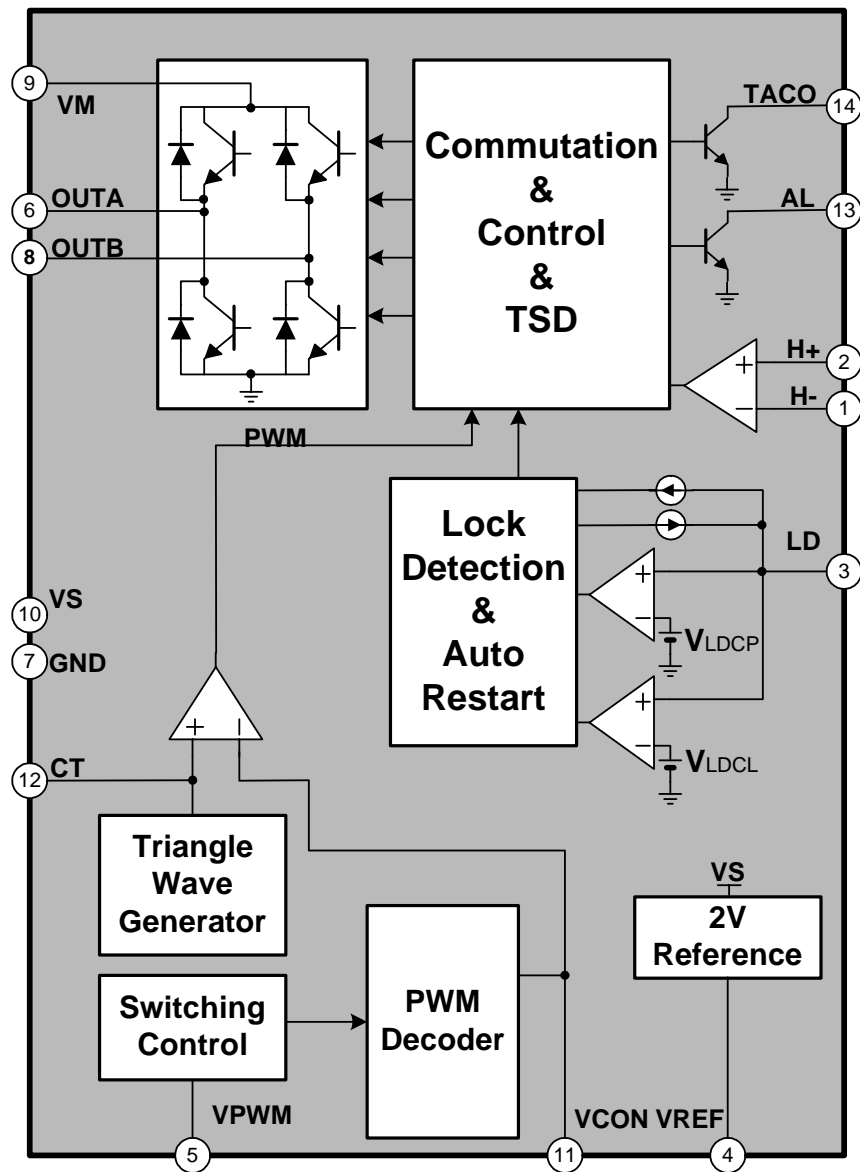 9
VM
TACO
14
Commutation
&
Control
&
TSD
6
OUTA
AL
13
8
OUTB
H+
2
H-
1
PWM
Lock
Detection
&
Auto
Restart
LD
3
VLDCP
VLDCL
10
VS
7
GND
12
CT
Triangle
Wave
Generator
VS
2V
Reference
Switching
Control
PWM
Decoder
VPWM
5
VCON
11
VREF
4